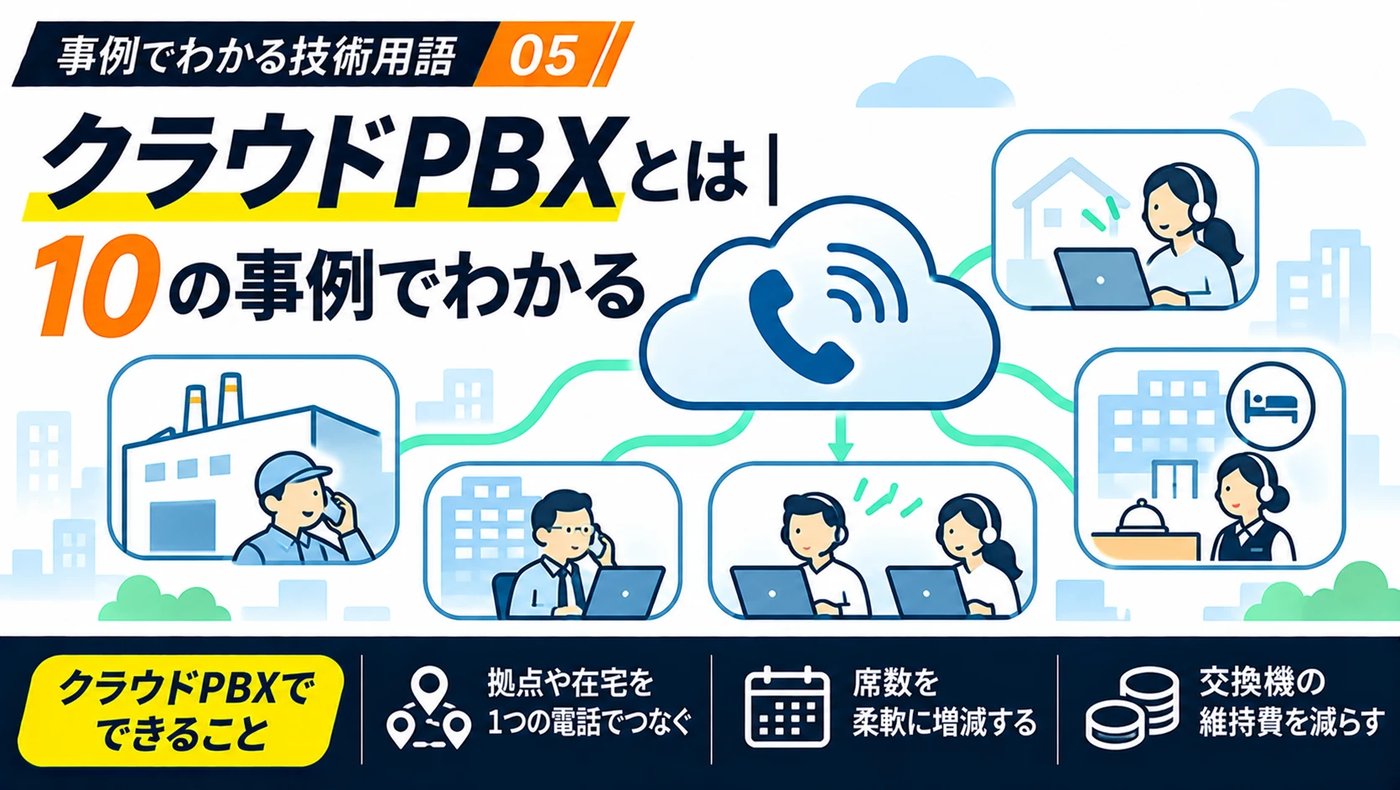 事例でわかる技術用語 05
クラウドPBXとは|
10の事例でわかる
クラウドPBXで
できること
拠点や在宅を
1つの電話でつなぐ
席数を
柔軟に増減する
交換機の
維持費を減らす